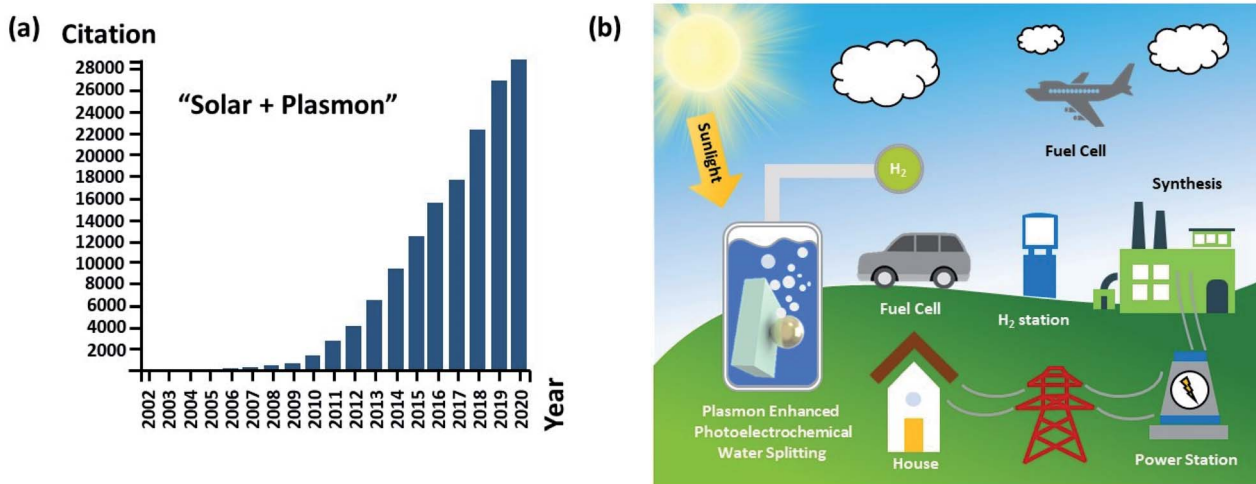 (a)
Citation
"Solar + Plasmon"
28000
26000
24000
22000
20000
18000
16000
14000
12000
10000
8000
6000
4000
2000
2002
2003
2004
2005
2006
2007
2008
2009
2010
2011
2012
2013
2014
2015
2016
2017
2018
2019
2020
Year
(b)
Sunlight
H₂
Fuel Cell
Synthesis
Fuel Cell
H₂ station
Plasmon Enhanced
Photoelectrochemical
Water Splitting
House
Power Station